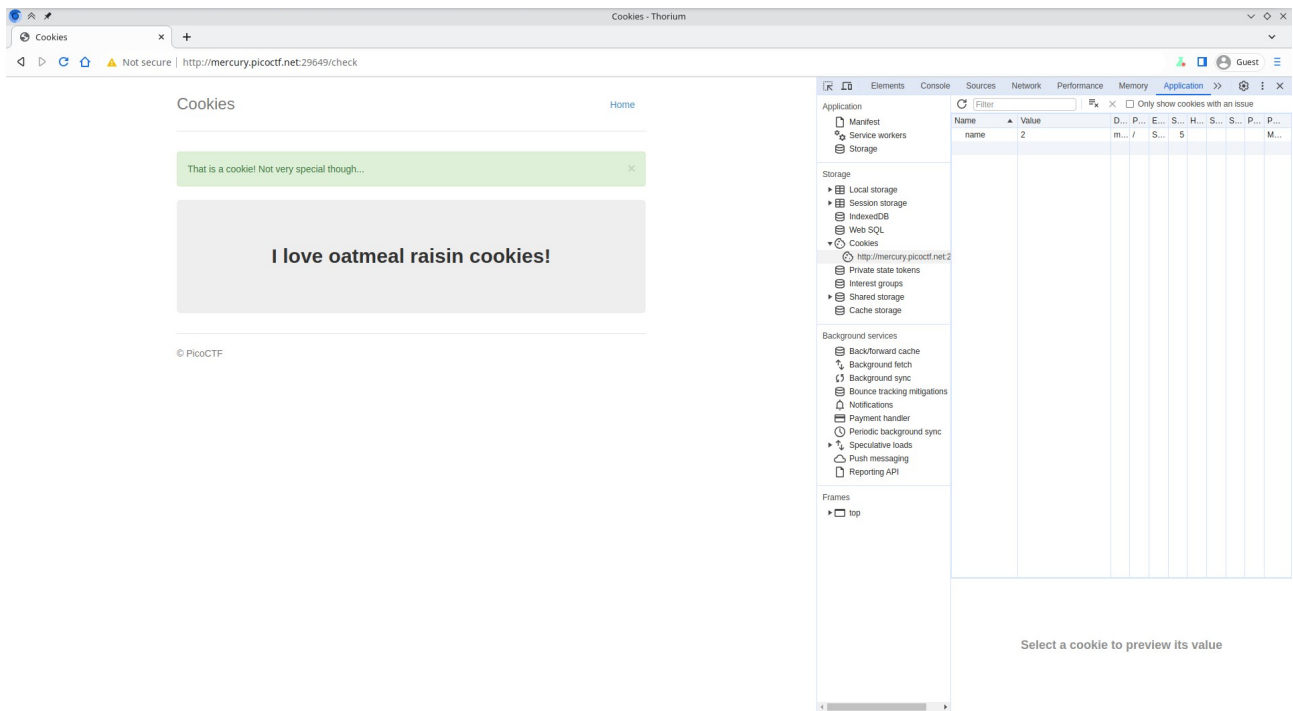 Cookies - Thorium
Cookies
Not secure http://mercury.picoctf.net:29649/check
Guest
Cookies Home
That is a cookie! Not very special though...
I love oatmeal raisin cookies!
© PicoCTF
Elements Console Sources Network Performance Memory Application
Application
Manifest
Service workers
Storage
Storage
Local storage
Session storage
IndexedDB
Web SQL
Cookies
http://mercury.picoctf.net:2
Private state tokens
Interest groups
Shared storage
Cache storage
Background services
Back/forward cache
Background fetch
Background sync
Bounce tracking mitigations
Notifications
Payment handler
Periodic background sync
Speculative loads
Push messaging
Reporting API
Frames
top
Filter Only show cookies with an issue
Name Value D... P... E... S... H... S... S... P... P...
name 2 m... / S... 5 M...
Select a cookie to preview its value